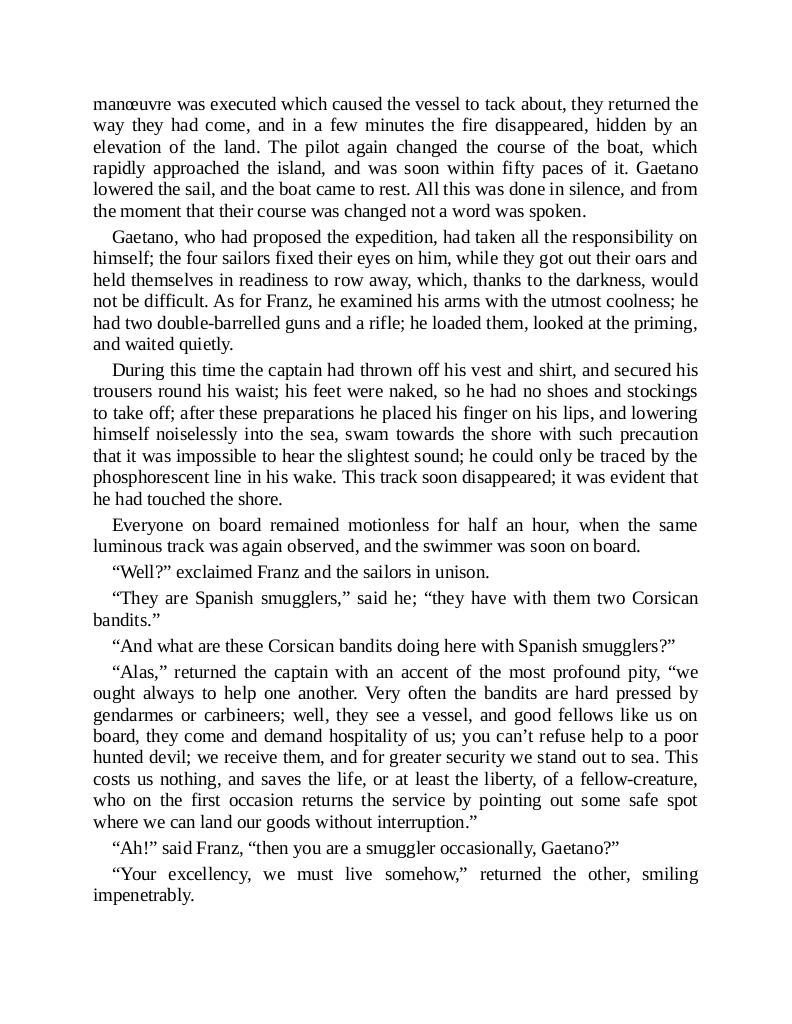 manœuvre was executed which caused the vessel to tack about, they returned the
way they had come, and in a few minutes the fire disappeared, hidden by an
elevation of the land. The pilot again changed the course of the boat, which
rapidly approached the island, and was soon within fifty paces of it. Gaetano
lowered the sail, and the boat came to rest. All this was done in silence, and from
the moment that their course was changed not a word was spoken.
Gaetano, who had proposed the expedition, had taken all the responsibility on
himself; the four sailors fixed their eyes on him, while they got out their oars and
held themselves in readiness to row away, which, thanks to the darkness, would
not be difficult. As for Franz, he examined his arms with the utmost coolness; he
had two double-barrelled guns and a rifle; he loaded them, looked at the priming,
and waited quietly.
During this time the captain had thrown off his vest and shirt, and secured his
trousers round his waist; his feet were naked, so he had no shoes and stockings
to take off; after these preparations he placed his finger on his lips, and lowering
himself noiselessly into the sea, swam towards the shore with such precaution
that it was impossible to hear the slightest sound; he could only be traced by the
phosphorescent line in his wake. This track soon disappeared; it was evident that
he had touched the shore.
Everyone on board remained motionless for half an hour, when the same
luminous track was again observed, and the swimmer was soon on board.
“Well?” exclaimed Franz and the sailors in unison.
“They are Spanish smugglers,” said he; “they have with them two Corsican
bandits.”
“And what are these Corsican bandits doing here with Spanish smugglers?”
“Alas,” returned the captain with an accent of the most profound pity, “we
ought always to help one another. Very often the bandits are hard pressed by
gendarmes or carbineers; well, they see a vessel, and good fellows like us on
board, they come and demand hospitality of us; you can’t refuse help to a poor
hunted devil; we receive them, and for greater security we stand out to sea. This
costs us nothing, and saves the life, or at least the liberty, of a fellow-creature,
who on the first occasion returns the service by pointing out some safe spot
where we can land our goods without interruption.”
“Ah!” said Franz, “then you are a smuggler occasionally, Gaetano?”
“Your excellency, we must live somehow,” returned the other, smiling
impenetrably.